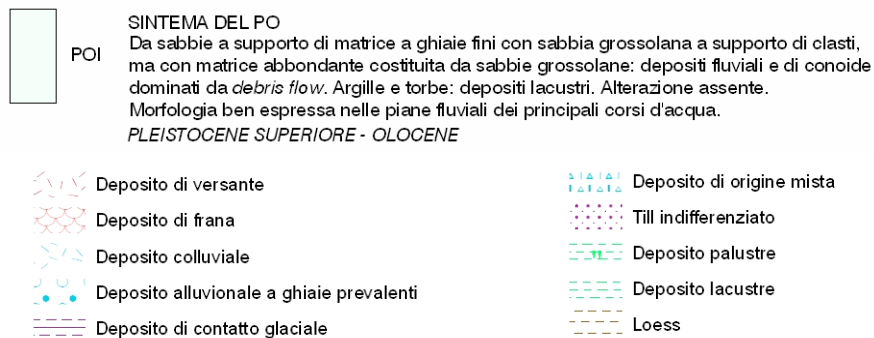 SINTEMA DEL PO
POI
Da sabbie a supporto di matrice a ghiaie fini con sabbia grossolana a supporto di clasti,
ma con matrice abbondante costituita da sabbie grossolane: depositi fluviali e di conoide
dominati da debris flow. Argille e torbe: depositi lacustri. Alterazione assente.
Morfologia ben espressa nelle piane fluviali dei principali corsi d'acqua.
PLEISTOCENE SUPERIORE - OLOCENE
Deposito di versante
Deposito di frana
Deposito colluviale
Deposito alluvionale a ghiaie prevalenti
Deposito di contatto glaciale
Deposito di origine mista
Till indifferenziato
Deposito palustre
Deposito lacustre
Loess